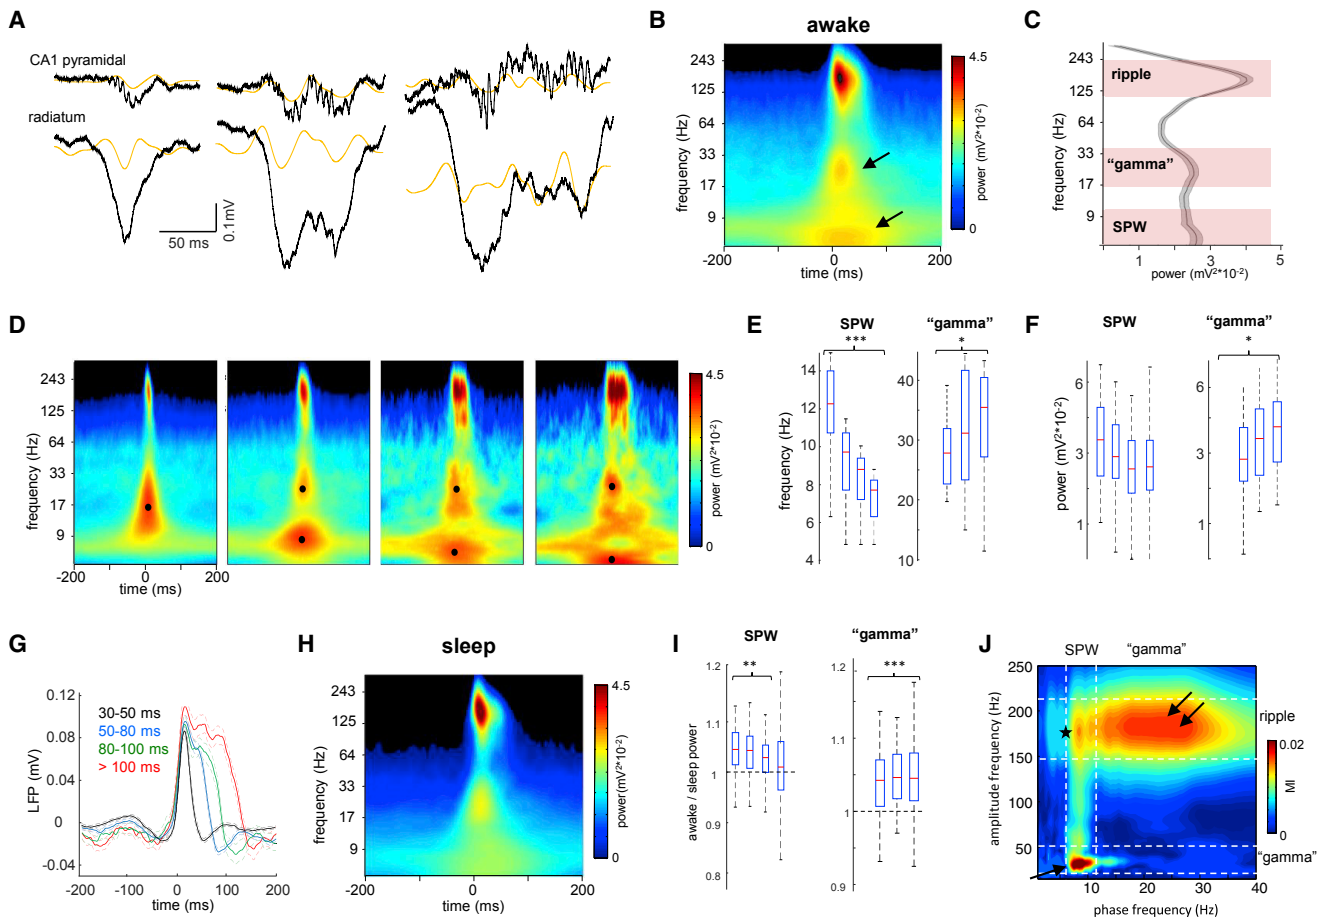 A
CA1 pyramidal
radiatum
50 ms
0.1mV
B
awake
frequency (Hz)
243
125
64
33
17
9
-200
0
200
time (ms)
4.5
0
power (mV²*10⁻²)
C
frequency (Hz)
243
125
64
33
17
9
ripple
"gamma"
SPW
1
3
5
power (mV²*10⁻²)
D
frequency (Hz)
243
125
64
33
17
9
-200
0
200
time (ms)
-200
0
200
time (ms)
4.5
0
power (mV²*10⁻²)
E
SPW
***
frequency (Hz)
14
12
10
8
6
4
"gamma"
*
40
30
20
10
F
SPW
power (mV²*10⁻²)
6
3
1
"gamma"
*
6
3
1
G
LFP (mV)
0.12
0.08
0.04
0
-0.04
30-50 ms
50-80 ms
80-100 ms
> 100 ms
-200
-100
0
100
200
time (ms)
H
sleep
frequency (Hz)
243
125
64
33
17
9
-200
0
200
time (ms)
4.5
0
power(mV²*10⁻²)
I
SPW
**
awake / sleep power
1.2
1.1
1
0.9
0.8
"gamma"
***
1.2
1.1
1
0.9
J
SPW
"gamma"
amplitude frequency (Hz)
250
200
150
100
50
10
20
30
40
phase frequency (Hz)
ripple
0.02
0
MI
"gamma"